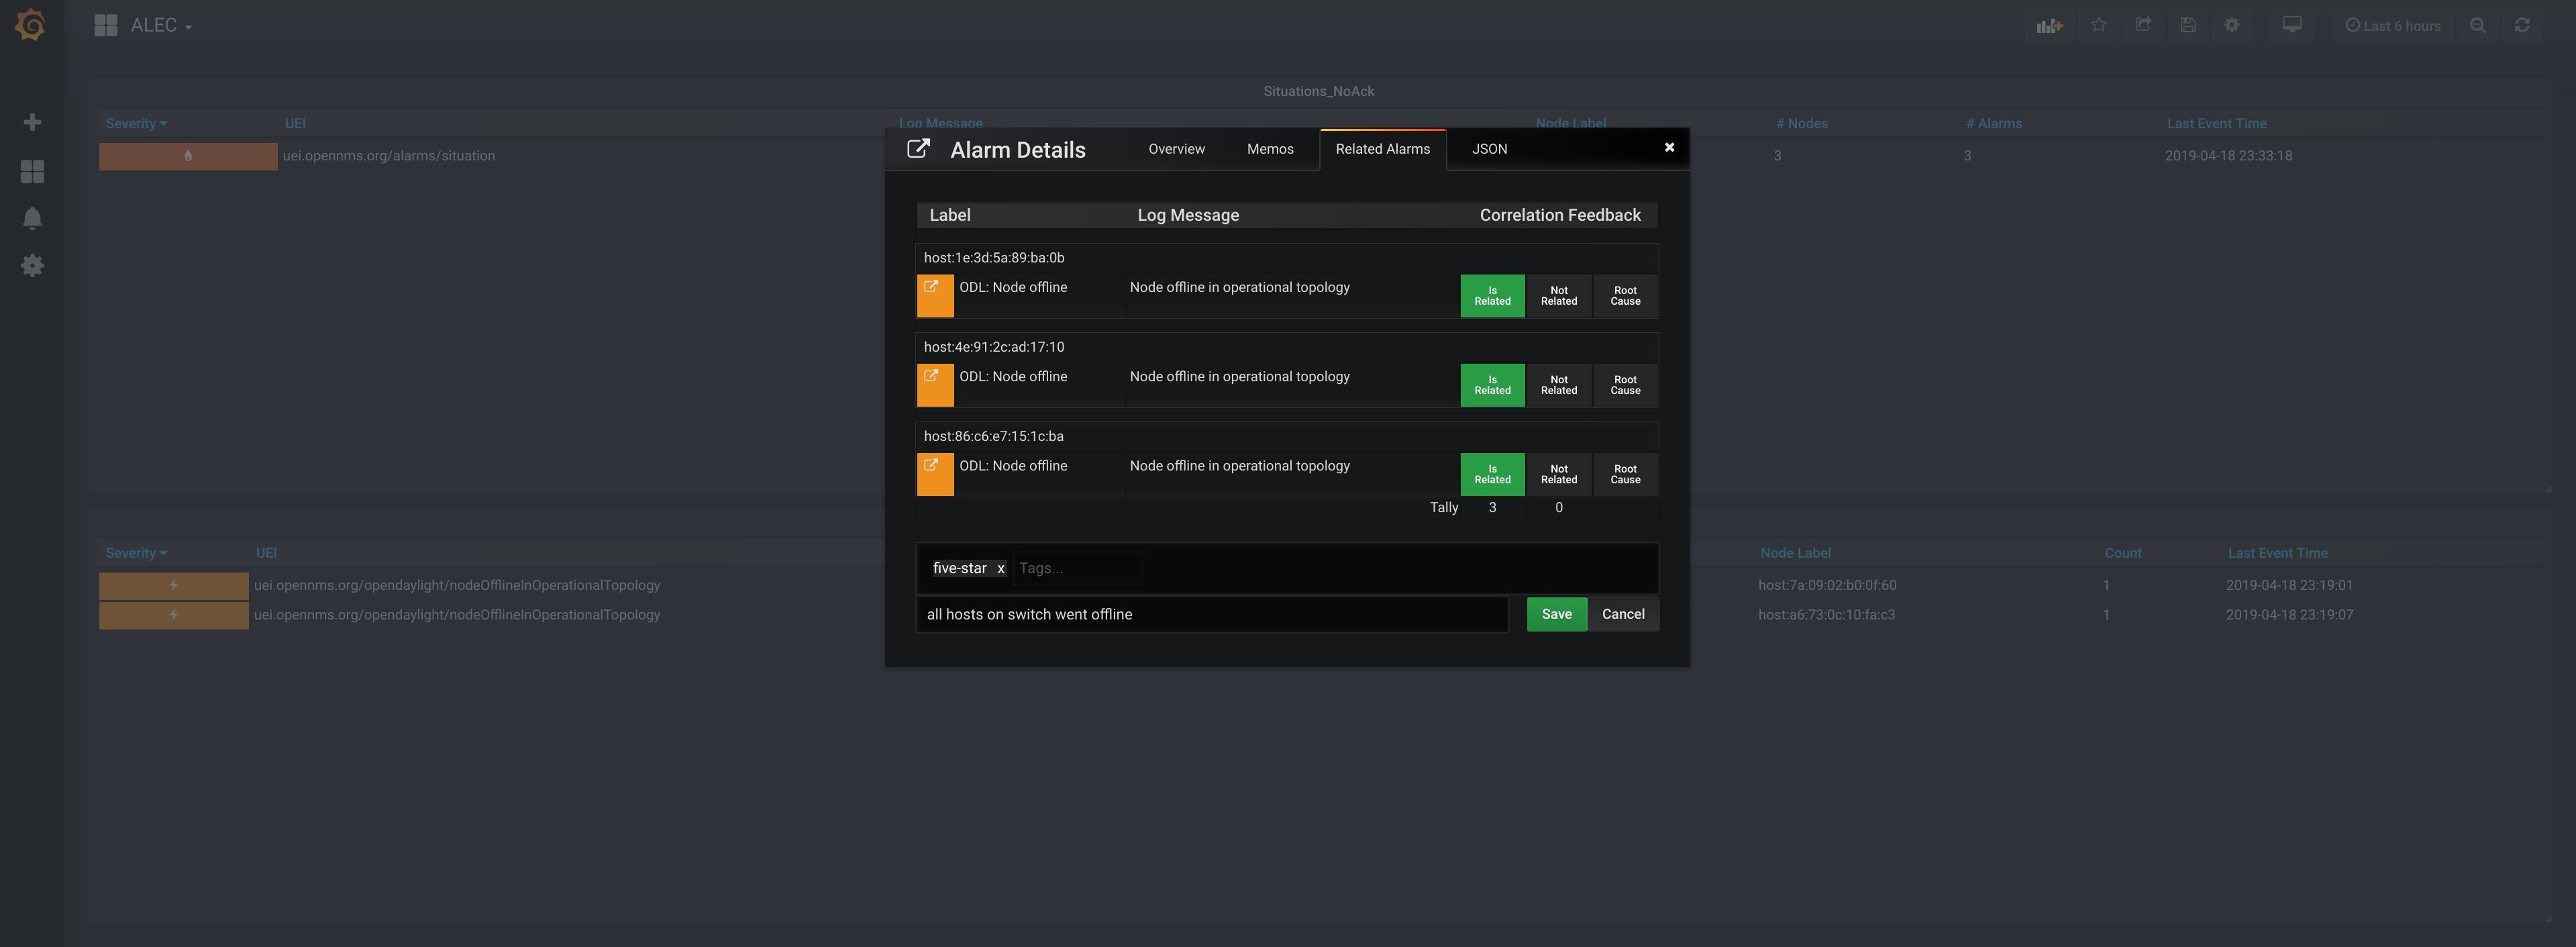 ALEC
Last 6 hours
Situations_NoAck
Severity UEI Log Message Node Label # Nodes # Alarms Last Event Time
uei.opennms.org/alarms/situation 3 3 2019-04-18 23:33:18
Alarm Details Overview Memos Related Alarms JSON
Label Log Message Correlation Feedback
host:1e:3d:5a:89:ba:0b
ODL: Node offline Node offline in operational topology Is Related Not Related Root Cause
host:4e:91:2c:ad:17:10
ODL: Node offline Node offline in operational topology Is Related Not Related Root Cause
host:86:c6:e7:15:1c:ba
ODL: Node offline Node offline in operational topology Is Related Not Related Root Cause
Tally 3 0
five-star x Tags...
all hosts on switch went offline Save Cancel
Severity UEI Node Label Count Last Event Time
uei.opennms.org/opendaylight/nodeOfflineInOperationalTopology host:7a:09:02:b0:0f:60 1 2019-04-18 23:19:01
uei.opennms.org/opendaylight/nodeOfflineInOperationalTopology host:a6:73:0c:10:fa:c3 1 2019-04-18 23:19:07